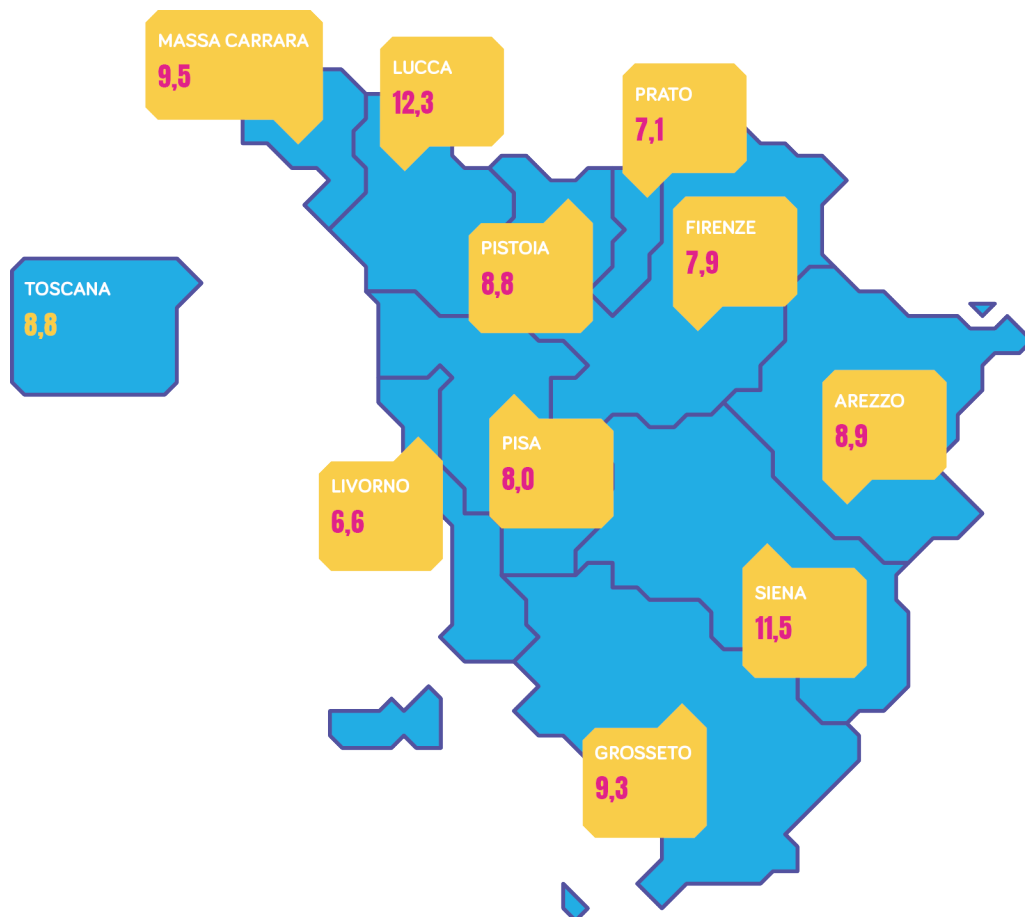 MASSA CARRARA
9,5
LUCCA
12,3
PRATO
7,1
PISTOIA
8,8
FIRENZE
7,9
TOSCANA
8,8
AREZZO
8,9
PISA
8,0
LIVORNO
6,6
SIENA
11,5
GROSSETO
9,3